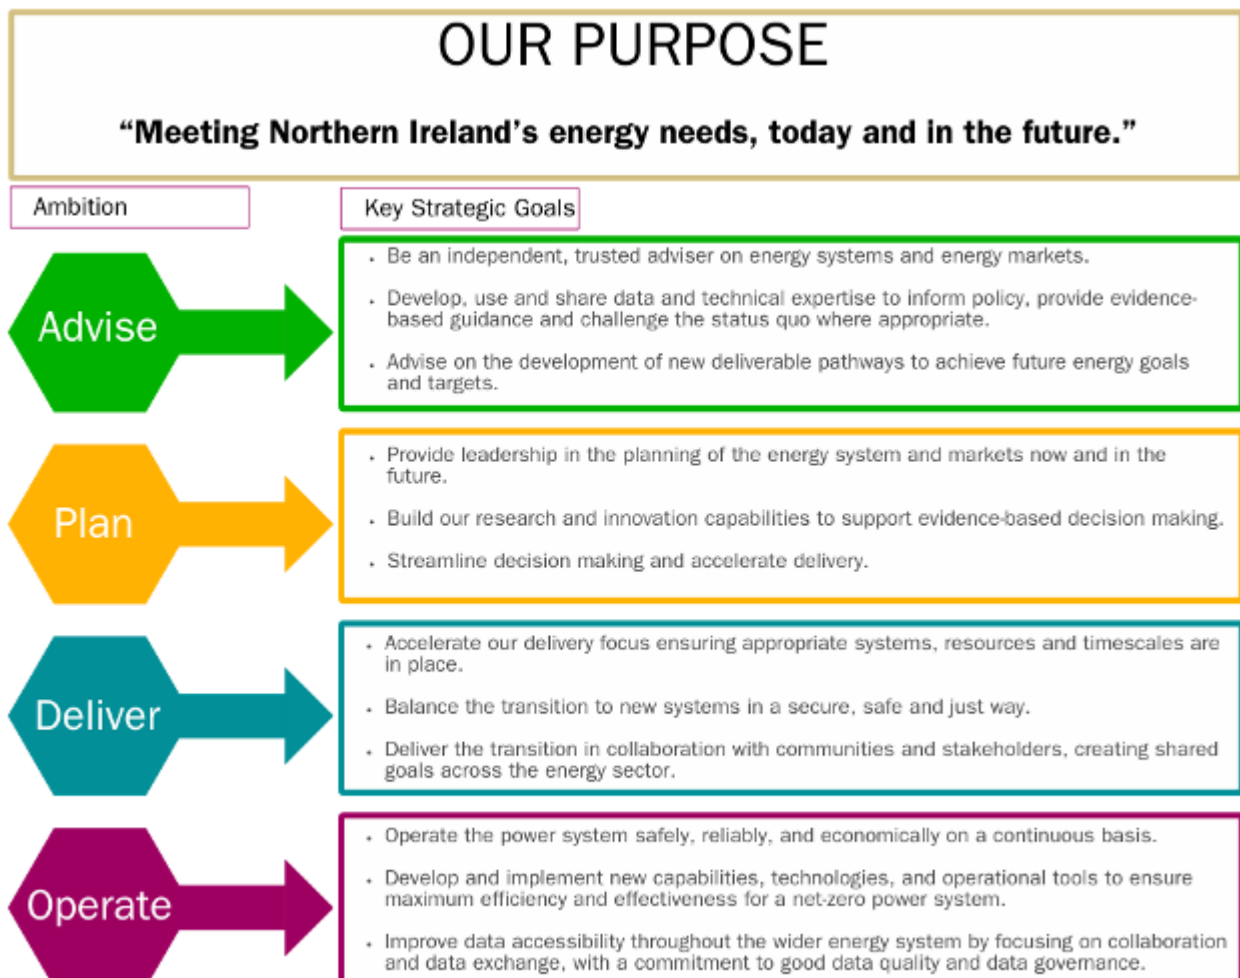 OUR PURPOSE
“Meeting Northern Ireland’s energy needs, today and in the future.”
Ambition
Key Strategic Goals
Advise
• Be an independent, trusted adviser on energy systems and energy markets.
• Develop, use and share data and technical expertise to inform policy, provide evidence-
based guidance and challenge the status quo where appropriate.
• Advise on the development of new deliverable pathways to achieve future energy goals
and targets.
Plan
• Provide leadership in the planning of the energy system and markets now and in the
future.
• Build our research and innovation capabilities to support evidence-based decision making.
• Streamline decision making and accelerate delivery.
Deliver
• Accelerate our delivery focus ensuring appropriate systems, resources and timescales are
in place.
• Balance the transition to new systems in a secure, safe and just way.
• Deliver the transition in collaboration with communities and stakeholders, creating shared
goals across the energy sector.
Operate
• Operate the power system safely, reliably, and economically on a continuous basis.
• Develop and implement new capabilities, technologies, and operational tools to ensure
maximum efficiency and effectiveness for a net-zero power system.
• Improve data accessibility throughout the wider energy system by focusing on collaboration
and data exchange, with a commitment to good data quality and data governance.